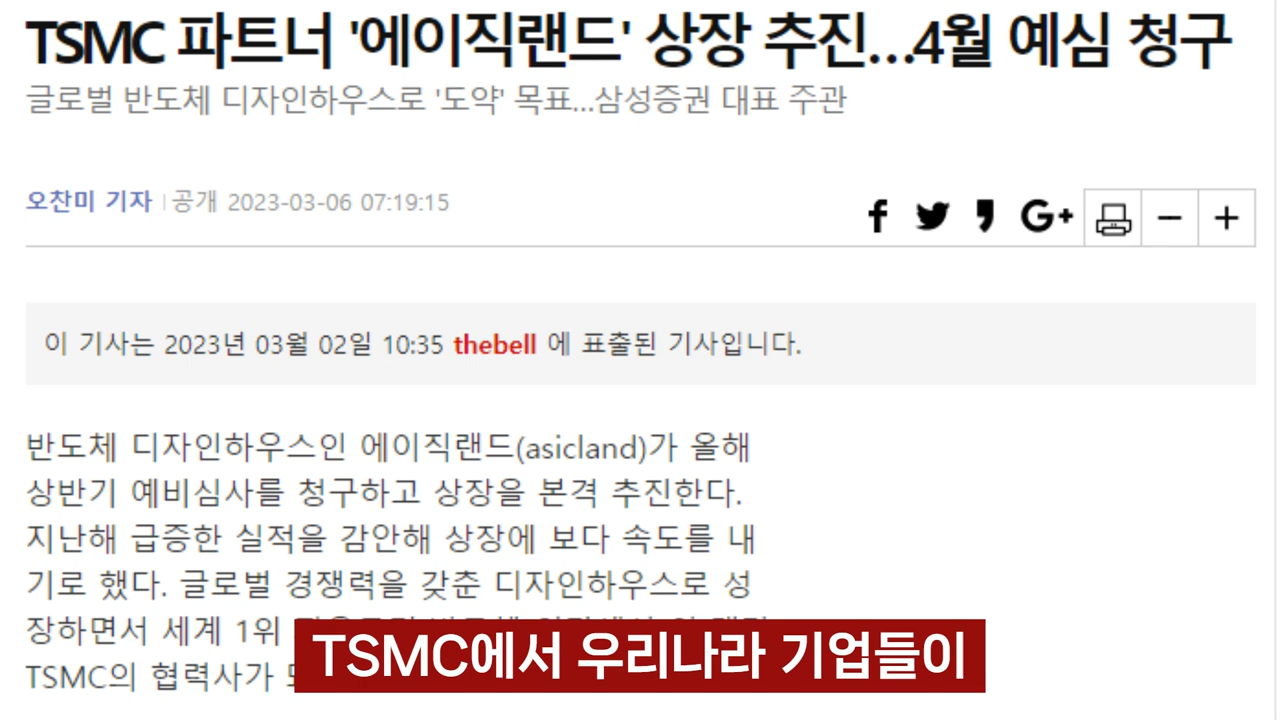 TSMC 파트너 '에이직랜드' 상장 추진...4월 예심 청구
글로벌 반도체 디자인하우스로 '도약' 목표...삼성증권 대표 주관
오찬미 기자 | 공개 2023-03-06 07:19:15
f G+ - +
이 기사는 2023년 03월 02일 10:35 thebell 에 표출된 기사입니다.
반도체 디자인하우스인 에이직랜드(asicland)가 올해
상반기 예비심사를 청구하고 상장을 본격 추진한다.
지난해 급증한 실적을 감안해 상장에 보다 속도를 내
기로 했다. 글로벌 경쟁력을 갖춘 디자인하우스로 성
장하면서 세계 1위
TSMC의 협력사가
TSMC에서 우리나라 기업들이